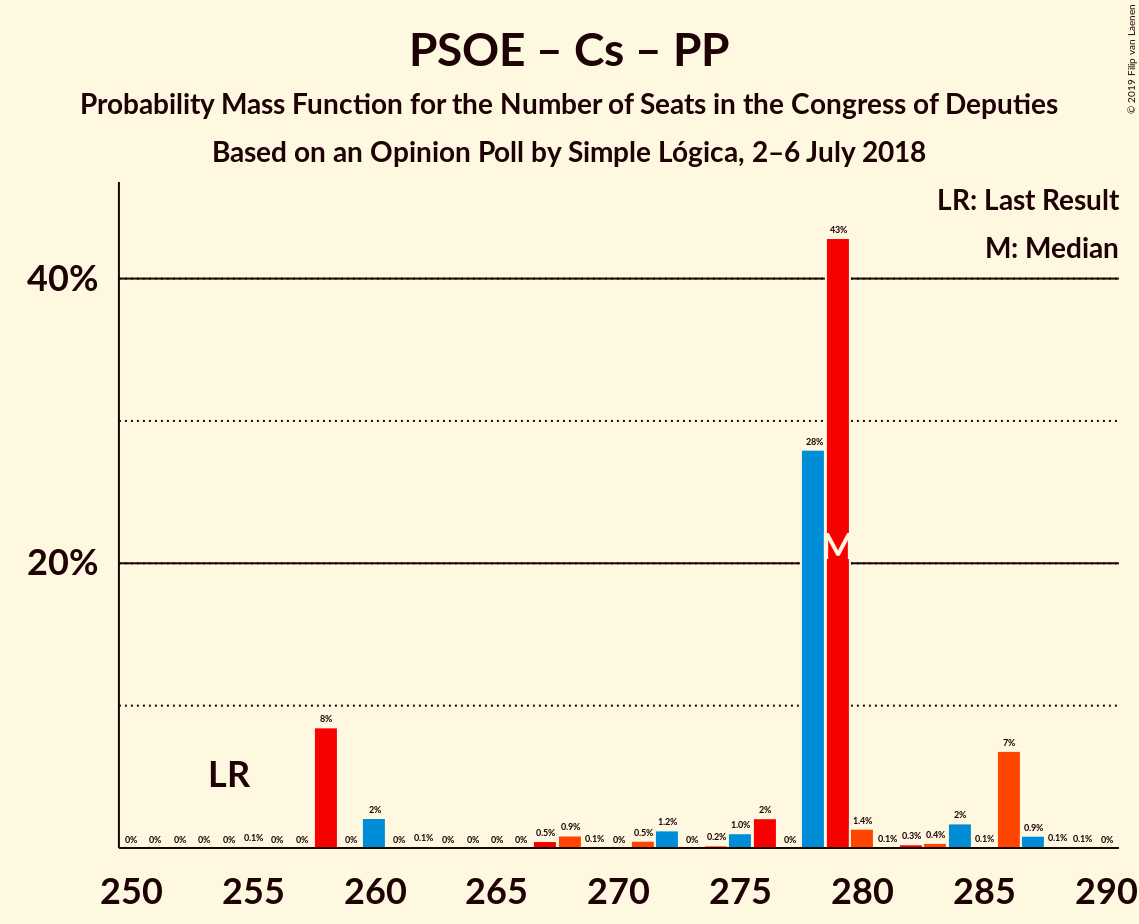 PSOE – Cs – PP
Probability Mass Function for the Number of Seats in the Congress of Deputies
Based on an Opinion Poll by Simple Lógica, 2–6 July 2018
© 2019 Filip van Laenen
LR: Last Result
M: Median
40%
20%
LR
M
0% 0% 0% 0% 0% 0.1% 0% 0% 8% 0% 2% 0% 0.1% 0% 0% 0% 0% 0.5% 0.9% 0.1% 0% 0.5% 1.2% 0% 0.2% 1.0% 2% 0% 28% 43% 1.4% 0.1% 0.3% 0.4% 2% 0.1% 7% 0.9% 0.1% 0.1% 0%
250 255 260 265 270 275 280 285 290